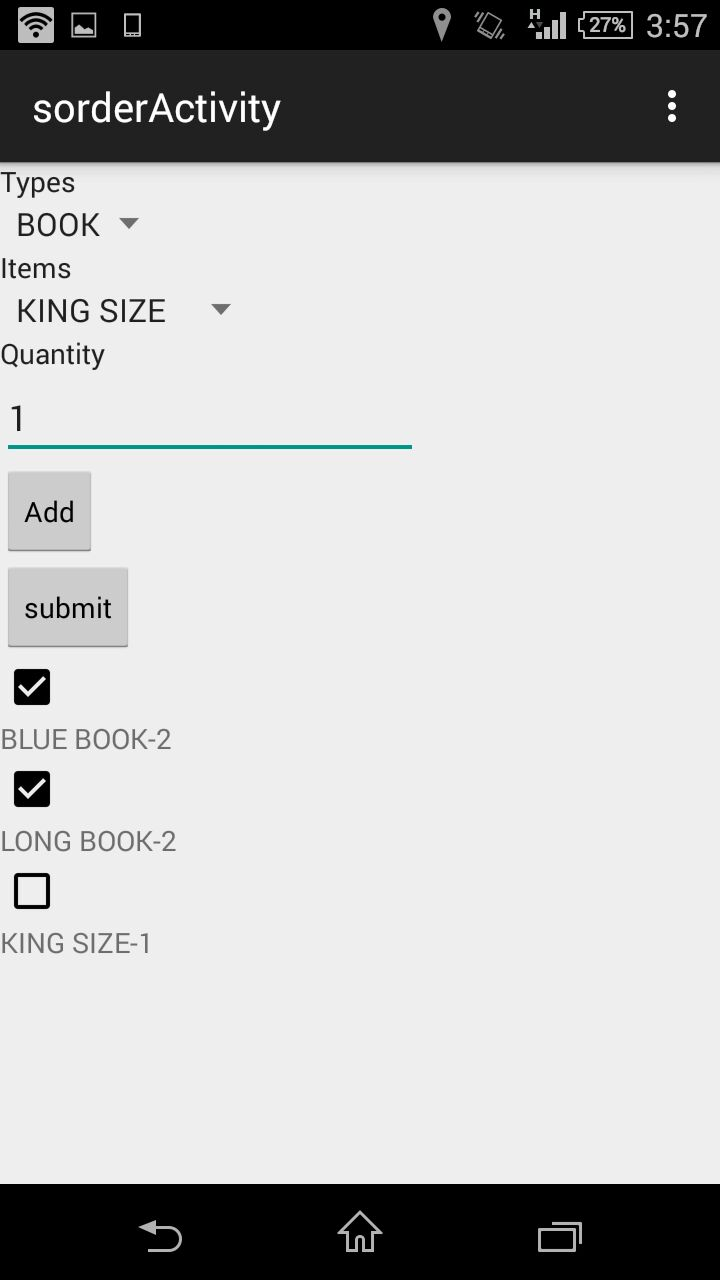 H 27% 3:57
sorderActivity
Types
BOOK
Items
KING SIZE
Quantity
1
Add
submit
BLUE BOOK-2
LONG BOOK-2
KING SIZE-1